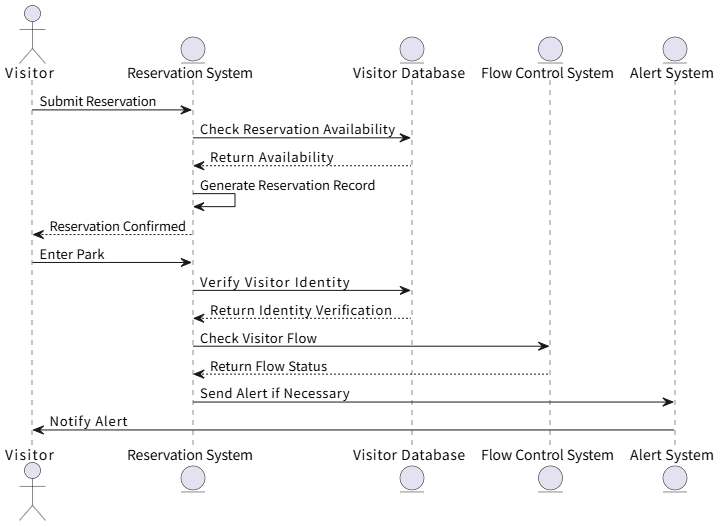 Visitor Reservation System Visitor Database Flow Control System Alert System
Submit Reservation
Check Reservation Availability
Return Availability
Generate Reservation Record
Reservation Confirmed
Enter Park
Verify Visitor Identity
Return Identity Verification
Check Visitor Flow
Return Flow Status
Send Alert if Necessary
Notify Alert
Visitor Reservation System Visitor Database Flow Control System Alert System